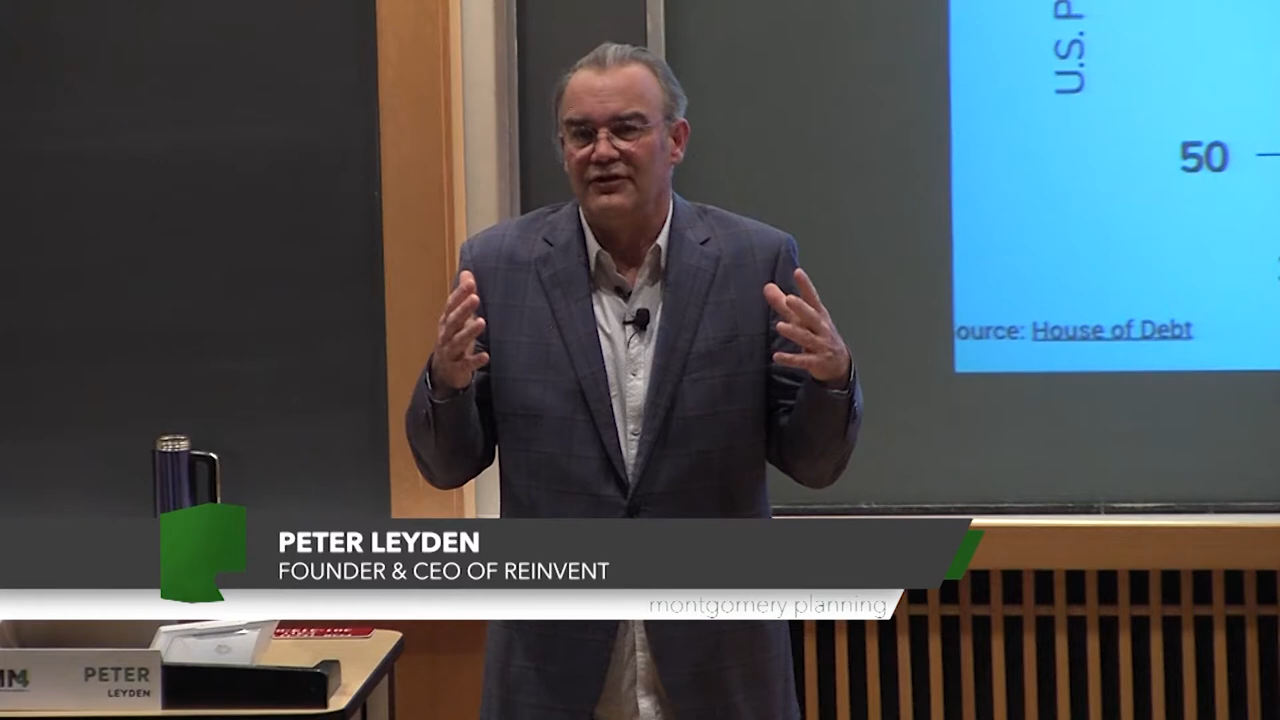 U.S. P
50
ource: House of Debt
PETER LEYDEN
FOUNDER & CEO OF REINVENT
montgomery planning
PETER
LEYDEN